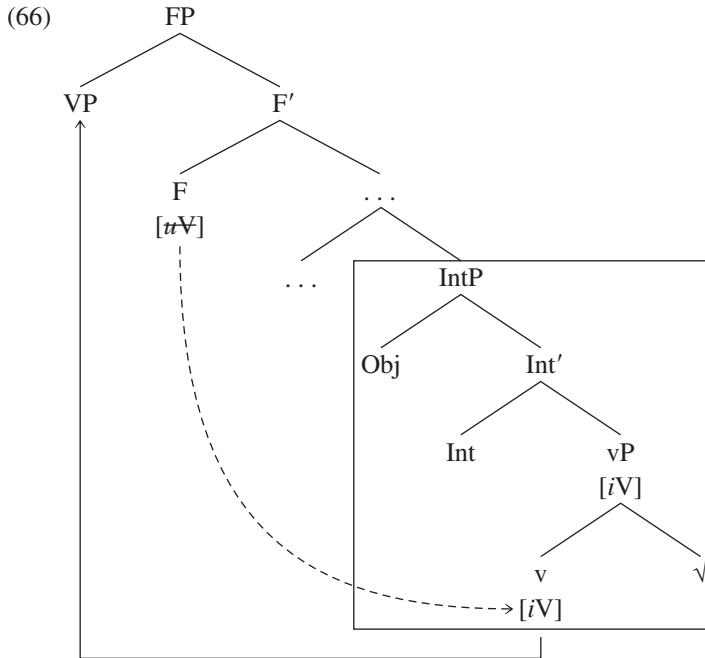 (66)
FP
VP F′
F . . .
[~~uV~~]
. . . IntP
Obj Int′
Int vP
[iV]
v √
[iV]